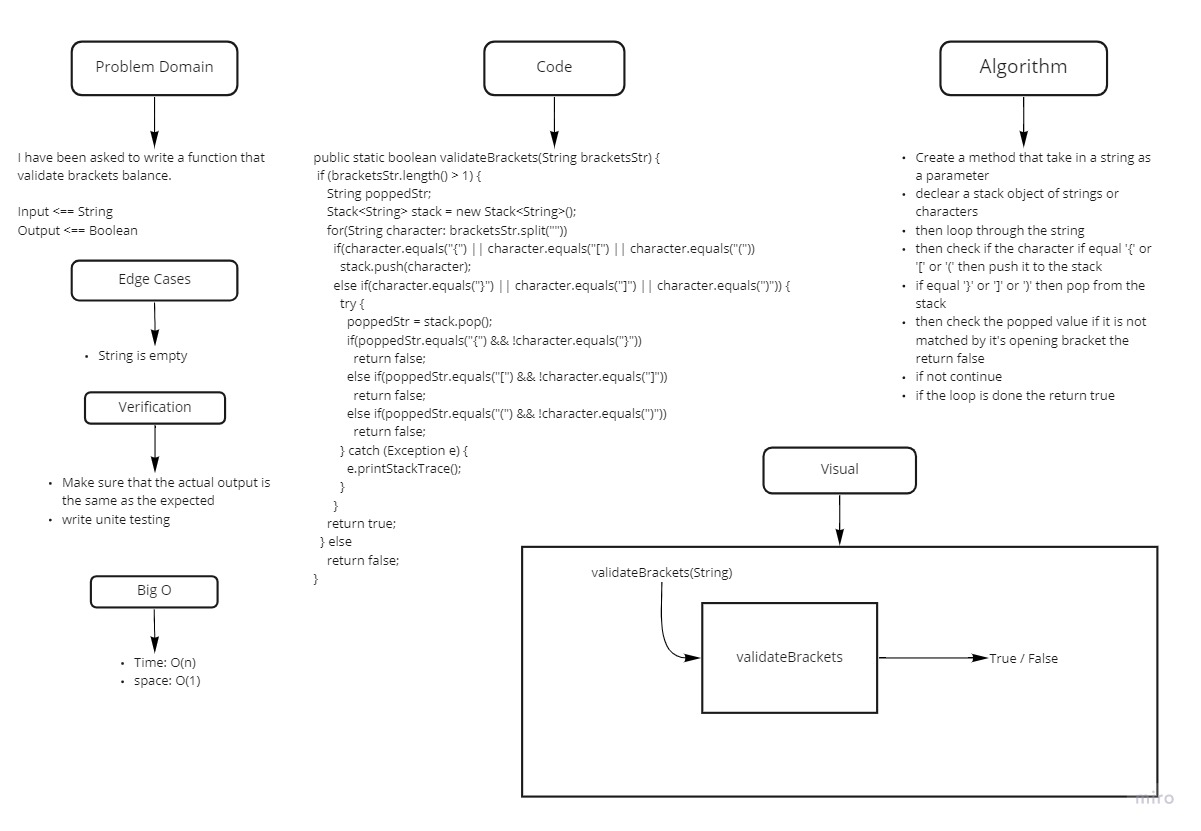 Problem Domain
I have been asked to write a function that
validate brackets balance.
Input <== String
Output <== Boolean
Edge Cases
• String is empty
Verification
• Make sure that the actual output is
the same as the expected
• write unite testing
Big O
• Time: O(n)
• space: O(1)
Code
public static boolean validateBrackets(String bracketsStr) {
if (bracketsStr.length() > 1) {
String poppedStr;
Stack<String> stack = new Stack<String>();
for(String character: bracketsStr.split(""))
if(character.equals("{") || character.equals("[") || character.equals("("))
stack.push(character);
else if(character.equals("}") || character.equals("]") || character.equals(")")) {
try {
poppedStr = stack.pop();
if(poppedStr.equals("{") && !character.equals("}"))
return false;
else if(poppedStr.equals("[") && !character.equals("]"))
return false;
else if(poppedStr.equals("(") && !character.equals(")"))
return false;
} catch (Exception e) {
e.printStackTrace();
}
}
return true;
} else
return false;
}
Algorithm
• Create a method that take in a string as
a parameter
• declear a stack object of strings or
characters
• then loop through the string
• then check if the character if equal '{' or
'[' or '(' then push it to the stack
• if equal '}' or ']' or ')' then pop from the
stack
• then check the popped value if it is not
matched by it's opening bracket the
return false
• if not continue
• if the loop is done the return true
Visual
validateBrackets(String)
validateBrackets
True / False
miro